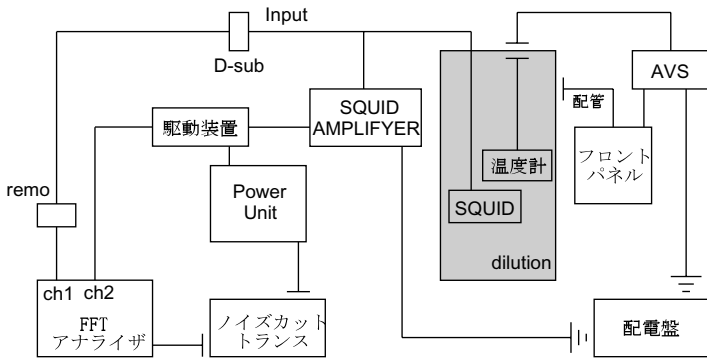 Input
D-sub
AVS
SQUID
AMPLIFYER
配管
駆動装置
フロント
パネル
温度計
remo
Power
Unit
SQUID
dilution
ch1 ch2
FFT
アナライザ
ノイズカット
トランス
配電盤